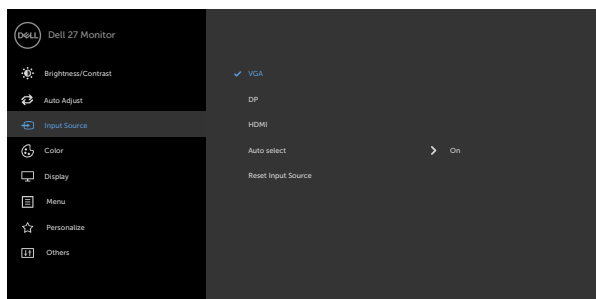 DELL Dell 27 Monitor
Brightness/Contrast
Auto Adjust
Input Source
Color
Display
Menu
Personalize
Others
VGA
DP
HDMI
Auto select On
Reset Input Source